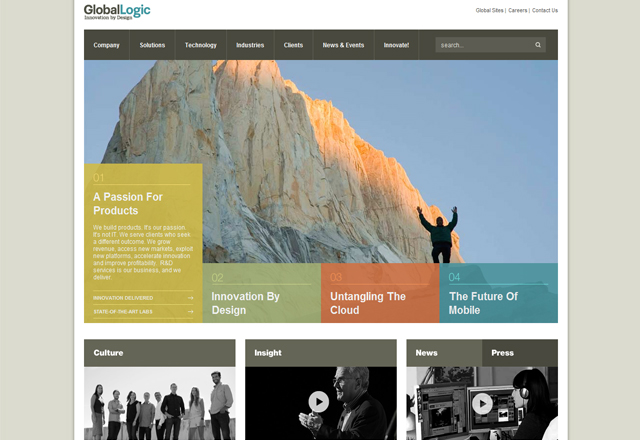 GlobalLogic
Innovation by Design
Global Sites | Careers | Contact Us
Company Solutions Technology Industries Clients News & Events Innovate! search...
01
A Passion For
Products
We build products. It's our passion.
It's not IT. We serve clients who seek
a different outcome. We grow
revenue, access new markets, exploit
new platforms, accelerate innovation
and improve profitability. R&D
services is our business, and we
deliver.
INNOVATION DELIVERED
STATE OF THE ART LABS
02
Innovation By
Design
03
Untangling The
Cloud
04
The Future Of
Mobile
Culture
Insight
News Press